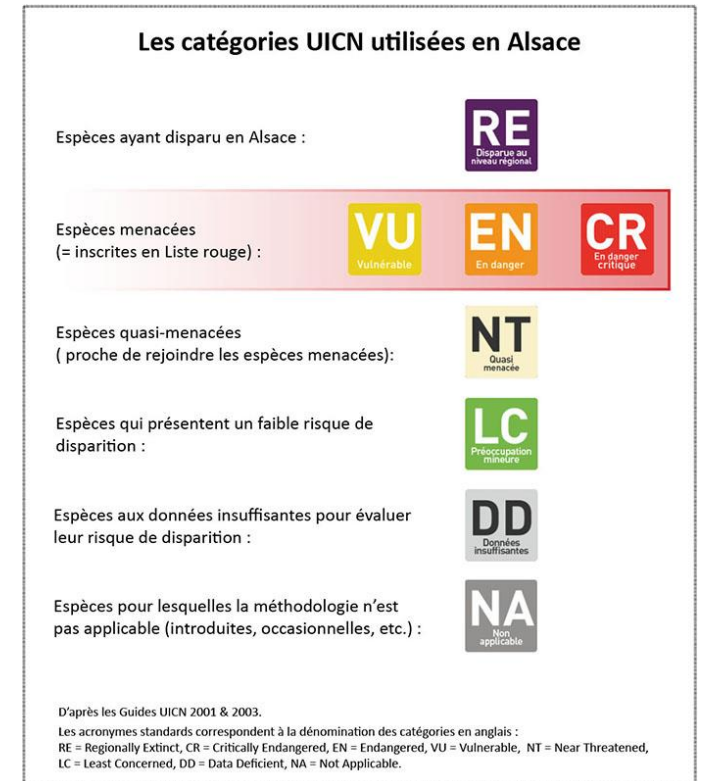 Les catégories UICN utilisées en Alsace
Espèces ayant disparu en Alsace :
RE
Disparue au
niveau régional
Espèces menacées
(= inscrites en Liste rouge) :
VU
Vulnérable
EN
En danger
CR
En danger
critique
Espèces quasi-menacées
( proche de rejoindre les espèces menacées):
NT
Quasi
menacée
Espèces qui présentent un faible risque de
disparition :
LC
Préoccupation
mineure
Espèces aux données insuffisantes pour évaluer
leur risque de disparition :
DD
Données
insuffisantes
Espèces pour lesquelles la méthodologie n'est
pas applicable (introduites, occasionnelles, etc.) :
NA
Non
applicable
D'après les Guides UICN 2001 & 2003.
Les acronymes standards correspondent à la dénomination des catégories en anglais :
RE = Regionally Extinct, CR = Critically Endangered, EN = Endangered, VU = Vulnerable, NT = Near Threatened,
LC = Least Concerned, DD = Data Deficient, NA = Not Applicable.